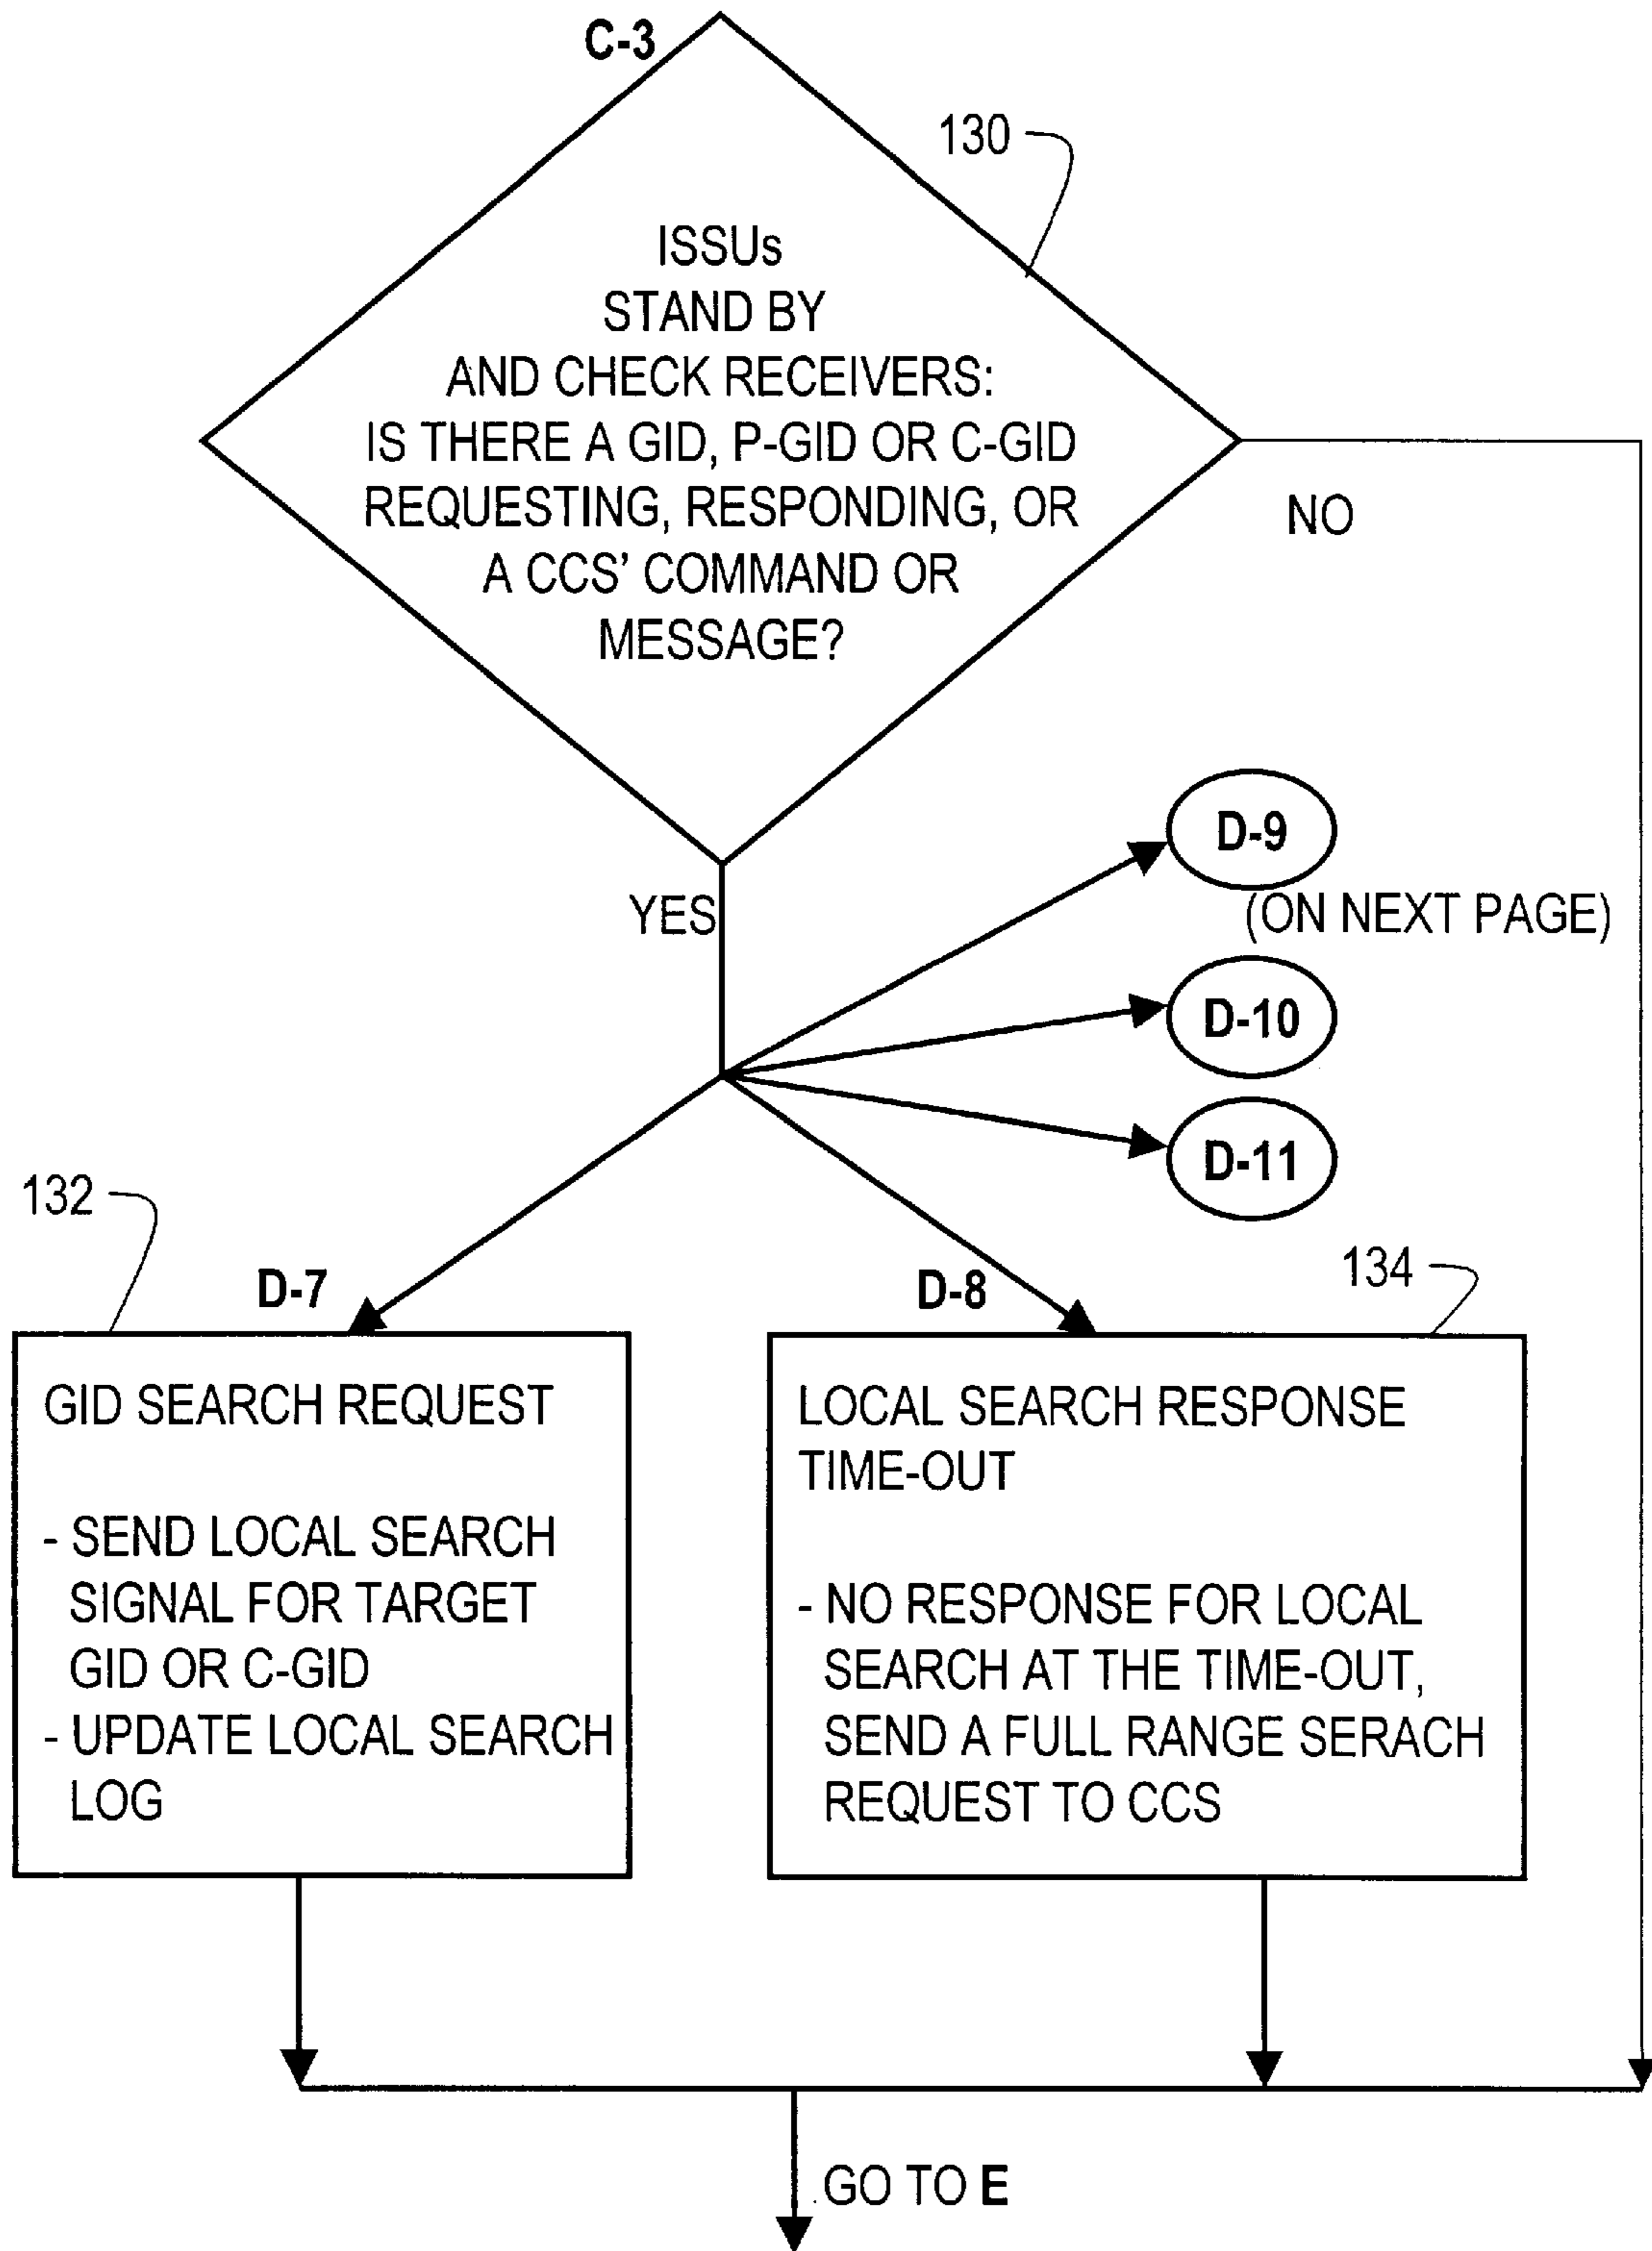 C-3
130
ISSUs
STAND BY
AND CHECK RECEIVERS:
IS THERE A GID, P-GID OR C-GID
REQUESTING, RESPONDING, OR
A CCS' COMMAND OR
MESSAGE?
NO
YES
D-9
(ON NEXT PAGE)
D-10
D-11
132
D-7
D-8
134
GID SEARCH REQUEST
- SEND LOCAL SEARCH
SIGNAL FOR TARGET
GID OR C-GID
- UPDATE LOCAL SEARCH
LOG
LOCAL SEARCH RESPONSE
TIME-OUT
- NO RESPONSE FOR LOCAL
SEARCH AT THE TIME-OUT,
SEND A FULL RANGE SERACH
REQUEST TO CCS
GO TO E